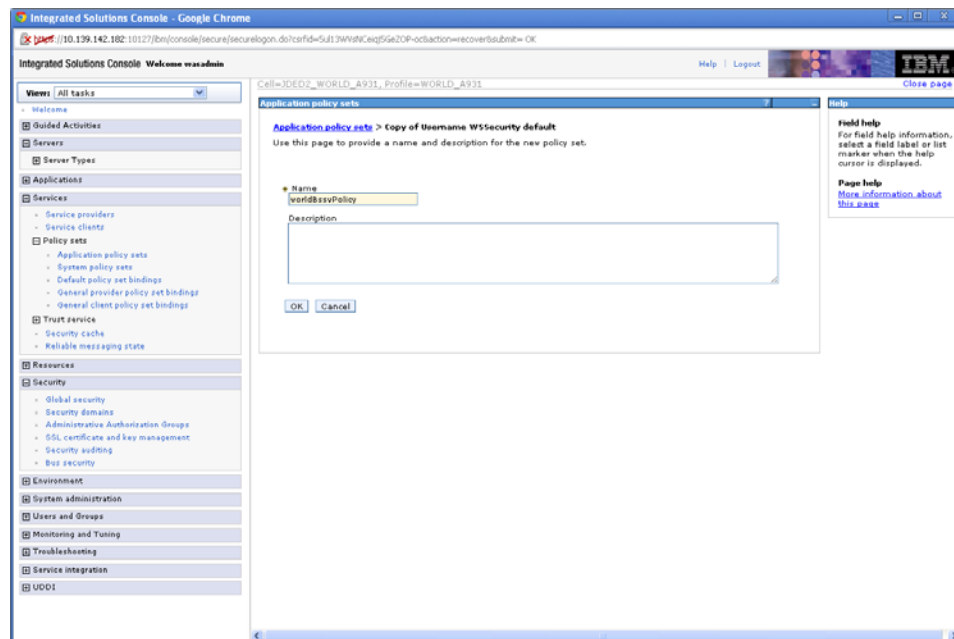 Integrated Solutions Console - Google Chrome
https://10.139.142.182:10127/ibm/console/secure/securelogon.do?
action=recover&submit= OK
Integrated Solutions Console Welcome wasadmin
Help | Logout
IBM
Cell=JDED2_WORLD_A931, Profile=WORLD_A931
Close page
View: All tasks
Welcome
Guided Activities
Servers
Server Types
Applications
Services
Service providers
Service clients
Policy sets
Application policy sets
System policy sets
Default policy set bindings
General provider policy set bindings
General client policy set bindings
Trust service
Security cache
Reliable messaging state
Resources
Security
Global security
Security domains
Administrative Authorization Groups
SSL certificate and key management
Security auditing
Bus security
Environment
System administration
Users and Groups
Monitoring and Tuning
Troubleshooting
Service integration
UDDI
Application policy sets
Application policy sets > Copy of Username WSSecurity default
Use this page to provide a name and description for the new policy set.
Name
worldBssvPolicy
Description
OK Cancel
Help
Field help
For field help information,
select a field label or list
marker when the help
cursor is displayed.
Page help
More information about
this page